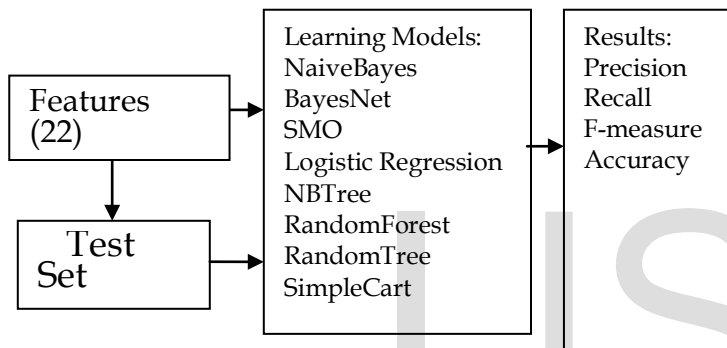 Features
(22)
Test
Set
Learning Models:
NaiveBayes
BayesNet
SMO
Logistic Regression
NBTree
RandomForest
RandomTree
SimpleCart
Results:
Precision
Recall
F-measure
Accuracy